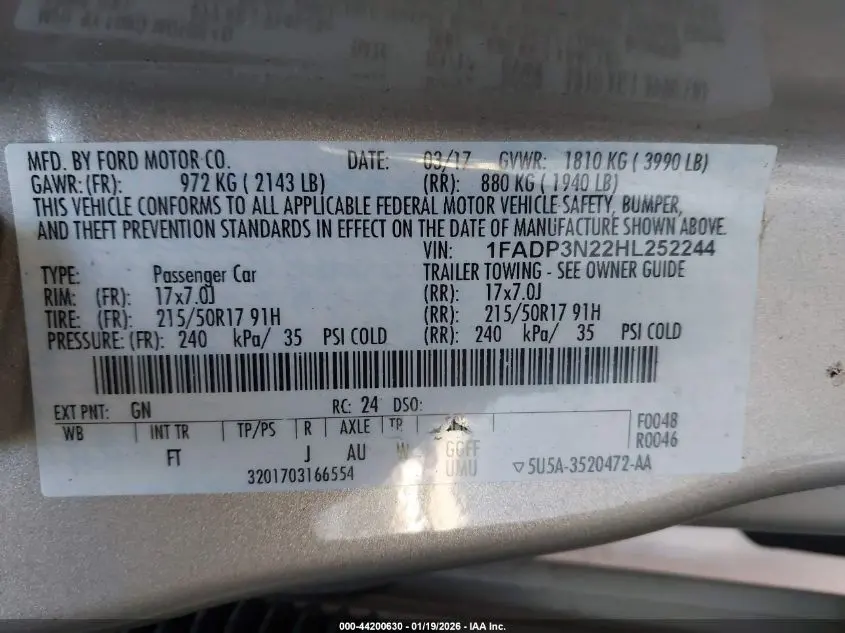 MFD. BY FORD MOTOR CO. DATE: 03/17 GVWR: 1810 KG ( 3990 LB)
GAWR:(FR): 972 KG ( 2143 LB) (RR): 880 KG ( 1940 LB)
THIS VEHICLE CONFORMS TO ALL APPLICABLE FEDERAL MOTOR VEHICLE SAFETY, BUMPER,
AND THEFT PREVENTION STANDARDS IN EFFECT ON THE DATE OF MANUFACTURE SHOWN ABOVE.
VIN: 1FADP3N22HL252244
TYPE: Passenger Car TRAILER TOWING - SEE OWNER GUIDE
RIM: (FR): 17x7.0J (RR): 17x7.0J
TIRE: (FR): 215/50R17 91H (RR): 215/50R17 91H
PRESSURE: (FR): 240 kPa/ 35 PSI COLD (RR): 240 kPa/ 35 PSI COLD
EXT PNT: GN RC: 24 DSO:
WB INT TR TP/PS R AXLE TR SPR F0048
FT J AU W GGFF R0046
3201703166554 UMU ▽5U5A-3520472-AA
000-44200630 - 01/19/2026 - IAA Inc.